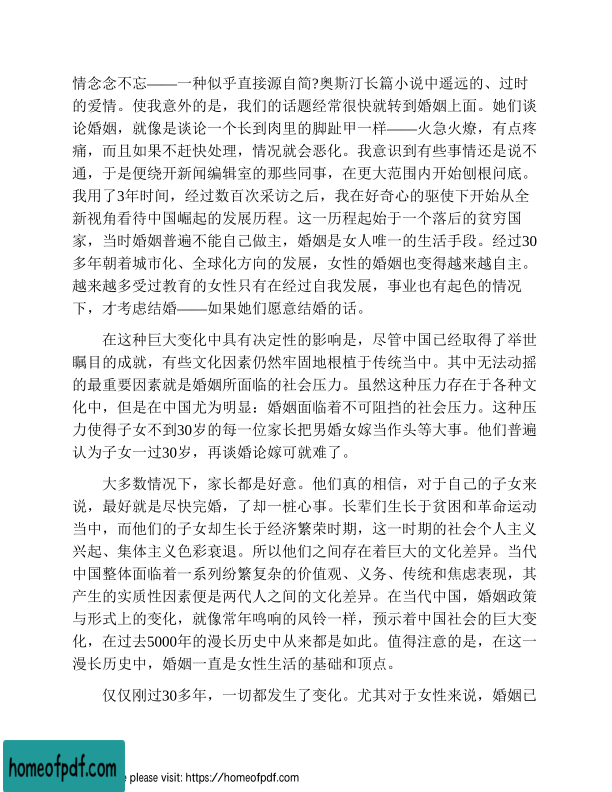 情念念不忘——一种似乎直接源自简?奥斯汀长篇小说中遥远的、过时
的爱情。使我意外的是，我们的话题经常很快就转到婚姻上面。她们谈
论婚姻，就像是谈论一个长到肉里的脚趾甲一样——火急火燎，有点疼
痛，而且如果不赶快处理，情况就会恶化。我意识到有些事情还是说不
通，于是便绕开新闻编辑室的那些同事，在更大范围内开始刨根问底。
我用了3年时间，经过数百次采访之后，我在好奇心的驱使下开始从全
新视角看待中国崛起的发展历程。这一历程起始于一个落后的贫穷国
家，当时婚姻普遍不能自己做主，婚姻是女人唯一的生活手段。经过30
多年朝着城市化、全球化方向的发展，女性的婚姻也变得越来越自主。
越来越多受过教育的女性只有在经过自我发展，事业也有起色的情况
下，才考虑结婚——如果她们愿意结婚的话。
在这种巨大变化中具有决定性的影响是，尽管中国已经取得了举世
瞩目的成就，有些文化因素仍然牢固地根植于传统当中。其中无法动摇
的最重要因素就是婚姻所面临的社会压力。虽然这种压力存在于各种文
化中，但是在中国尤为明显：婚姻面临着不可阻挡的社会压力。这种压
力使得子女不到30岁的每一位家长把男婚女嫁当作头等大事。他们普遍
认为子女一过30岁，再谈婚论嫁可就难了。
大多数情况下，家长都是好意。他们真的相信，对于自己的子女来
说，最好就是尽快完婚，了却一桩心事。长辈们生长于贫困和革命运动
当中，而他们的子女却生长于经济繁荣时期，这一时期的社会个人主义
兴起、集体主义色彩衰退。所以他们之间存在着巨大的文化差异。当代
中国整体面临着一系列纷繁复杂的价值观、义务、传统和焦虑表现，其
产生的实质性因素便是两代人之间的文化差异。在当代中国，婚姻政策
与形式上的变化，就像常年鸣响的风铃一样，预示着中国社会的巨大变
化，在过去5000年的漫长历史中从来都是如此。值得注意的是，在这一
漫长历史中，婚姻一直是女性生活的基础和顶点。
仅仅刚过30多年，一切都发生了变化。尤其对于女性来说，婚姻已
homeofpdf.com
e please visit: https://homeofpdf.com